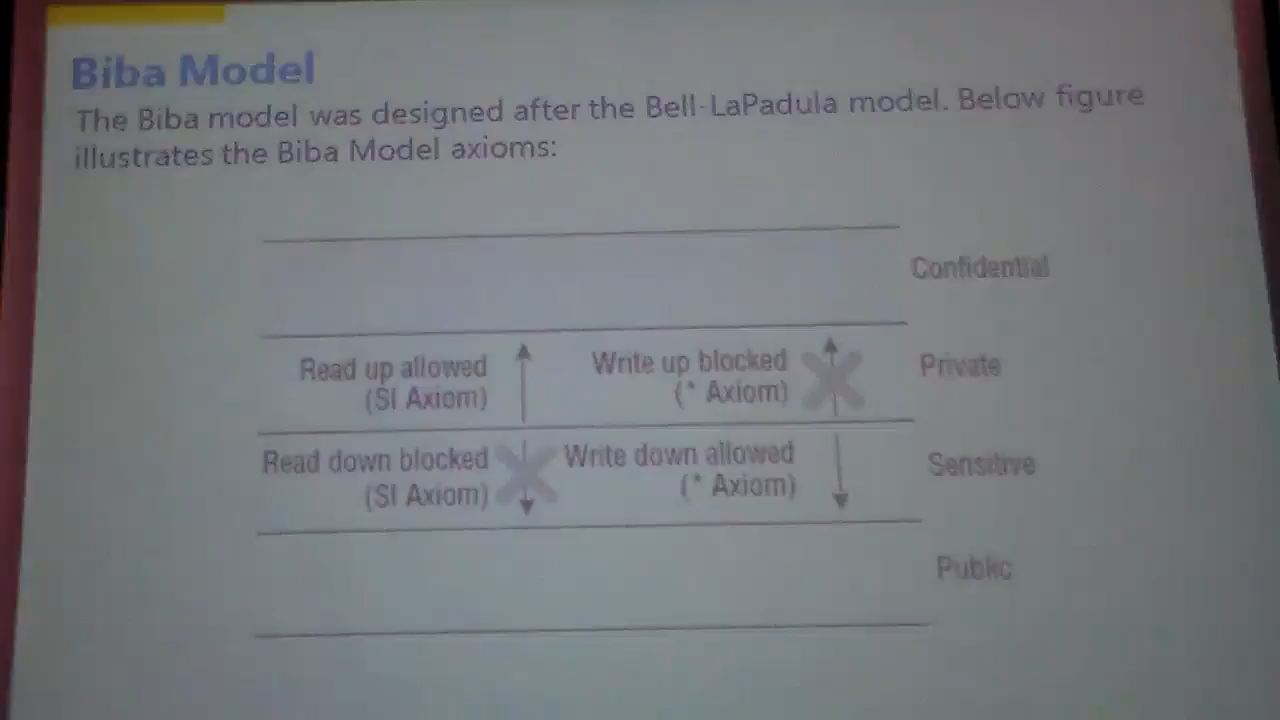 Biba Model
The Biba model was designed after the Bell-LaPadula model. Below figure
illustrates the Biba Model axioms:
Confidential
Read up allowed
(SI Axiom)
Write up blocked
(* Axiom)
Private
Read down blocked
(SI Axiom)
Write down allowed
(* Axiom)
Sensitive
Public